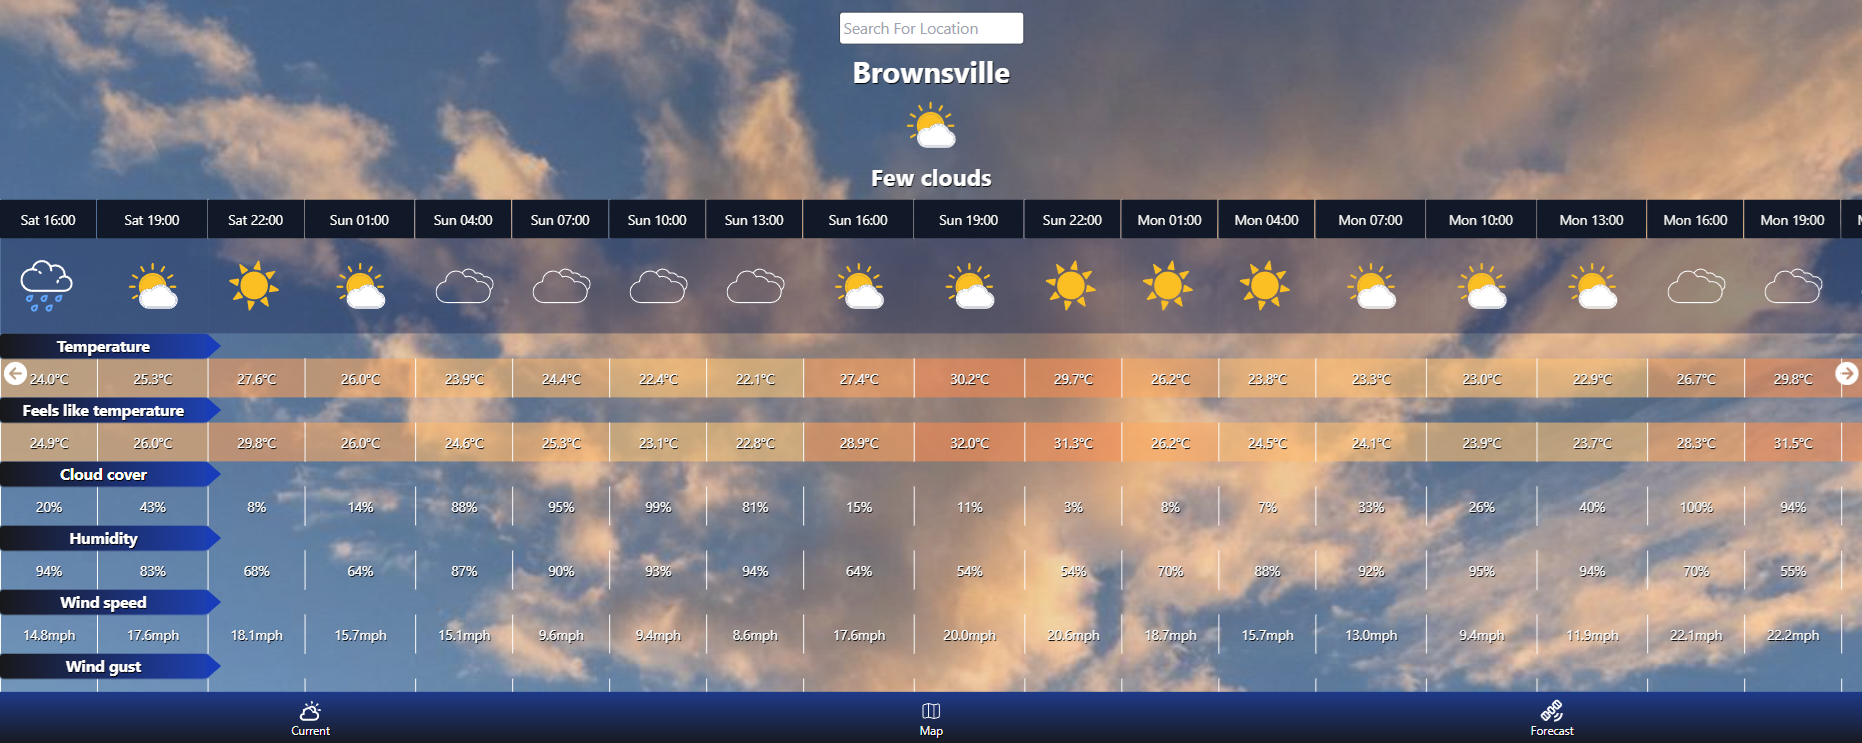 Search For Location
Brownsville
Few clouds
Sat 16:00 Sat 19:00 Sat 22:00 Sun 01:00 Sun 04:00 Sun 07:00 Sun 10:00 Sun 13:00 Sun 16:00 Sun 19:00 Sun 22:00 Mon 01:00 Mon 04:00 Mon 07:00 Mon 10:00 Mon 13:00 Mon 16:00 Mon 19:00
Temperature
24.0°C 25.3°C 27.6°C 26.0°C 23.9°C 24.4°C 22.4°C 22.1°C 27.4°C 30.2°C 29.7°C 26.2°C 23.8°C 23.3°C 23.0°C 22.9°C 26.7°C 29.8°C
Feels like temperature
24.9°C 26.0°C 29.8°C 26.0°C 24.6°C 25.3°C 23.1°C 22.8°C 28.9°C 32.0°C 31.3°C 26.2°C 24.5°C 24.1°C 23.9°C 23.7°C 28.3°C 31.5°C
Cloud cover
20% 43% 8% 14% 88% 95% 99% 81% 15% 11% 3% 8% 7% 33% 26% 40% 100% 94%
Humidity
94% 83% 68% 64% 87% 90% 93% 94% 64% 54% 54% 70% 88% 92% 95% 94% 70% 55%
Wind speed
14.8mph 17.6mph 18.1mph 15.7mph 15.1mph 9.6mph 9.4mph 8.6mph 17.6mph 20.0mph 20.6mph 18.7mph 15.7mph 13.0mph 9.4mph 11.9mph 22.1mph 22.2mph
Wind gust
Current Map Forecast